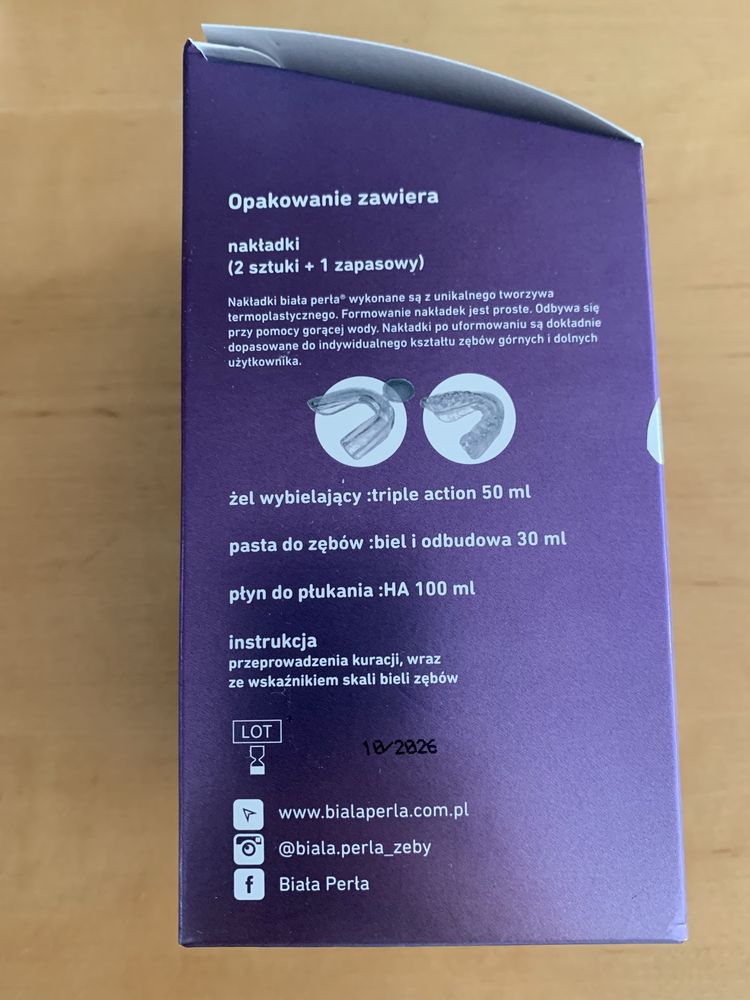 Opakowanie zawiera
nakładki
(2 sztuki + 1 zapasowy)
Nakładki biała perła® wykonane są z unikalnego tworzywa
termoplastycznego. Formowanie nakładek jest proste. Odbywa się
przy pomocy gorącej wody. Nakładki po uformowaniu są dokładnie
dopasowane do indywidualnego kształtu zębów górnych i dolnych
użytkownika.
żel wybielający :triple action 50 ml
pasta do zębów :biel i odbudowa 30 ml
płyn do płukania :HA 100 ml
instrukcja
przeprowadzenia kuracji, wraz
ze wskaźnikiem skali bieli zębów
LOT
10/2026
www.bialaperla.com.pl
@biala.perla_zeby
Biała Perła